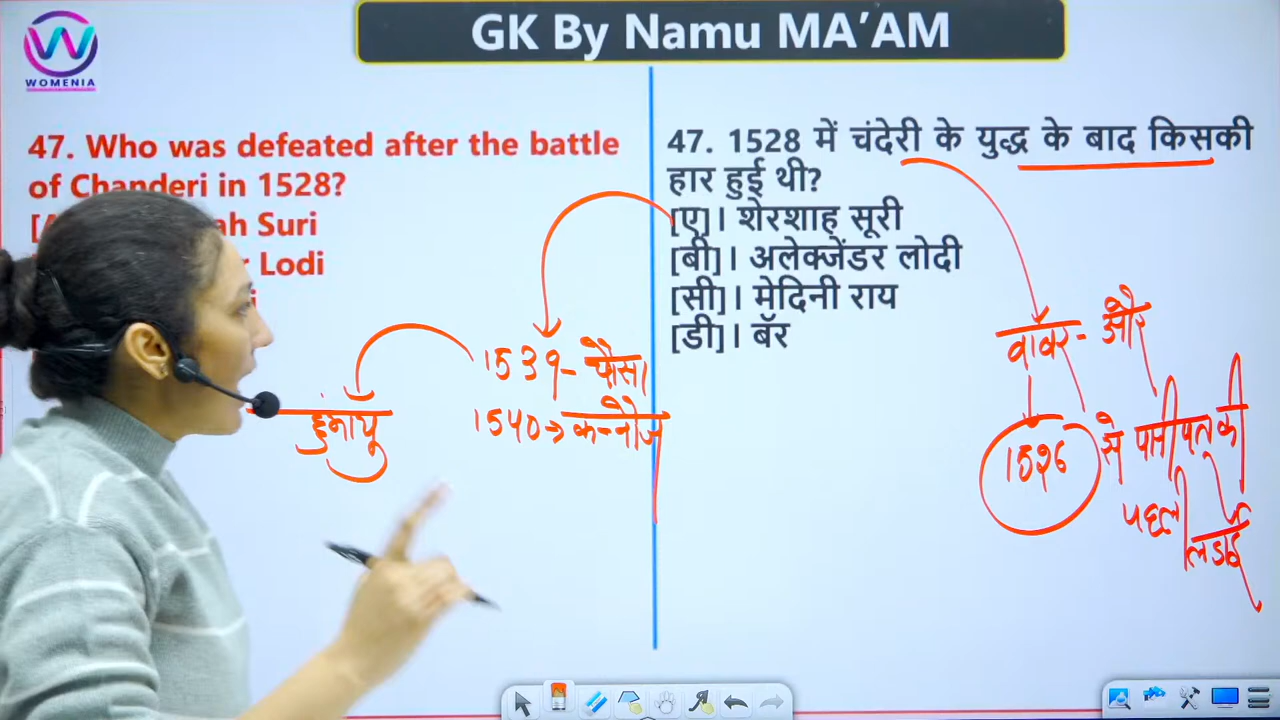 WOMENIA
GK By Namu MA’AM
47. Who was defeated after the battle
of Chanderi in 1528?
ah Suri
Lodi
47. 1528 में चंदेरी के युद्ध के बाद किसकी
हार हुई थी?
[ए]। शेरशाह सूरी
[बी]। अलेक्जेंडर लोदी
[सी]। मेदिनी राय
[डी]। बॅर
1539- चौसा
1540→ कन्नौज
हुंमायू
बॉबर - और
1526 से पानीपत की
पहली
लडाई